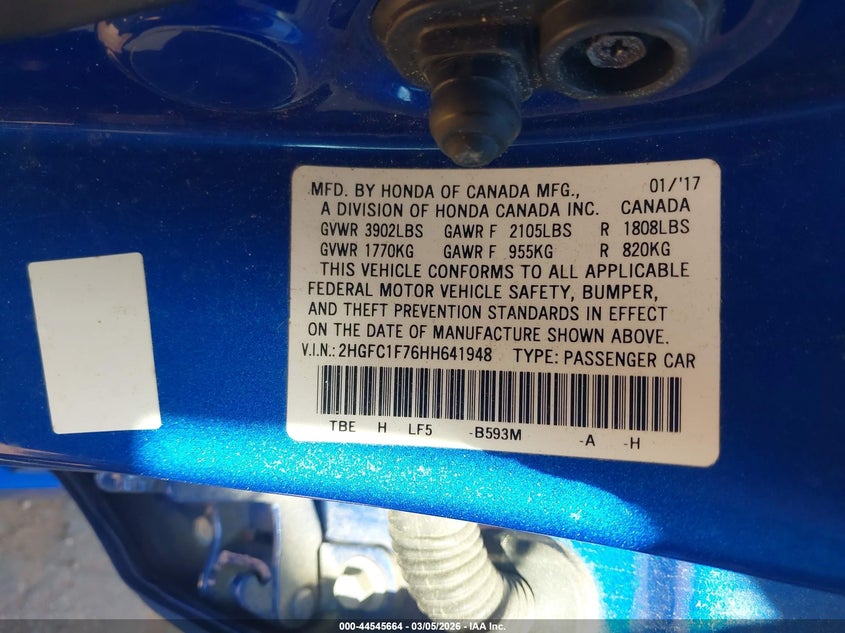 MFD. BY HONDA OF CANADA MFG., 01/'17
A DIVISION OF HONDA CANADA INC. CANADA
GVWR 3902LBS GAWR F 2105LBS R 1808LBS
GVWR 1770KG GAWR F 955KG R 820KG
THIS VEHICLE CONFORMS TO ALL APPLICABLE
FEDERAL MOTOR VEHICLE SAFETY, BUMPER,
AND THEFT PREVENTION STANDARDS IN EFFECT
ON THE DATE OF MANUFACTURE SHOWN ABOVE.
V.I.N.: 2HGFC1F76HH641948 TYPE: PASSENGER CAR
TBE H LF5 -B593M -A -H
000-44545664 - 03/05/2026 - Copyright IAA, Inc.